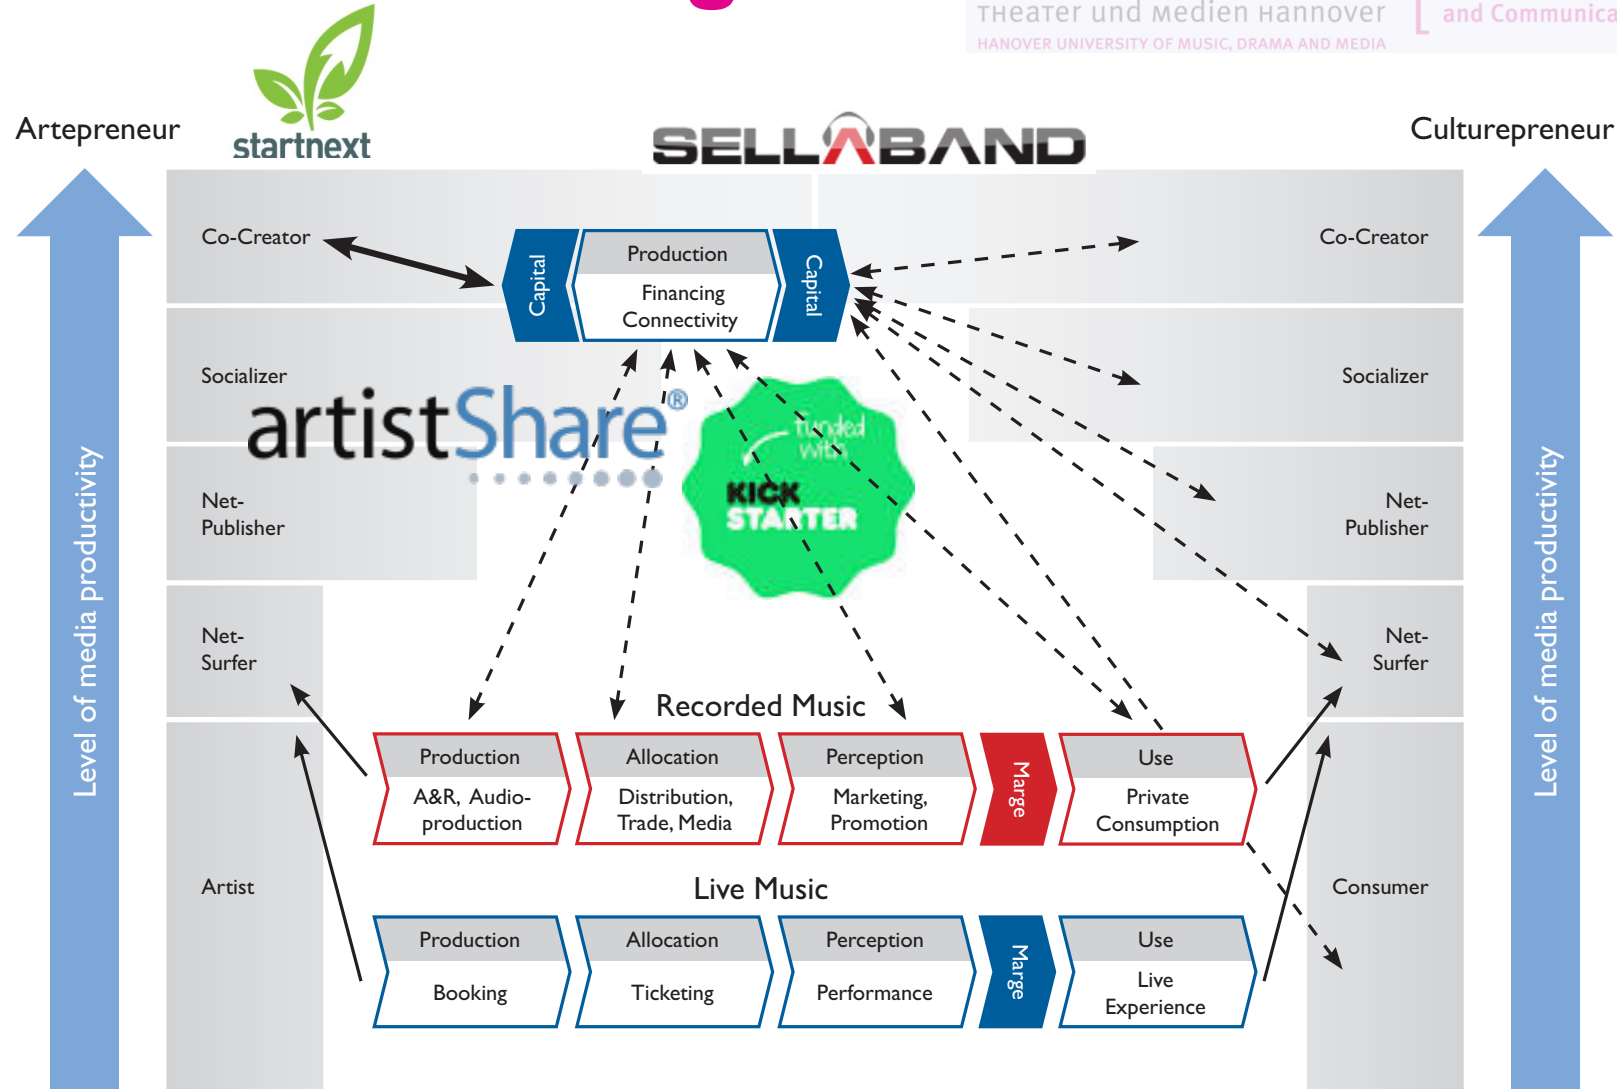 THeaTer und Medien Hannover
HANOVER UNIVERSITY OF MUSIC, DRAMA AND MEDIA
and Communica
startnext
Artepreneur
SELLABAND
Culturepreneur
Co-Creator
Capital
Production
Financing
Connectivity
Capital
Co-Creator
Socializer
Socializer
artistShare®
funded
with
KICK
STARTER
Net-
Publisher
Net-
Publisher
Level of media productivity
Level of media productivity
Net-
Surfer
Net-
Surfer
Recorded Music
Production
A&R, Audio-
production
Allocation
Distribution,
Trade, Media
Perception
Marketing,
Promotion
Marge
Use
Private
Consumption
Artist
Consumer
Live Music
Production
Booking
Allocation
Ticketing
Perception
Performance
Marge
Use
Live
Experience